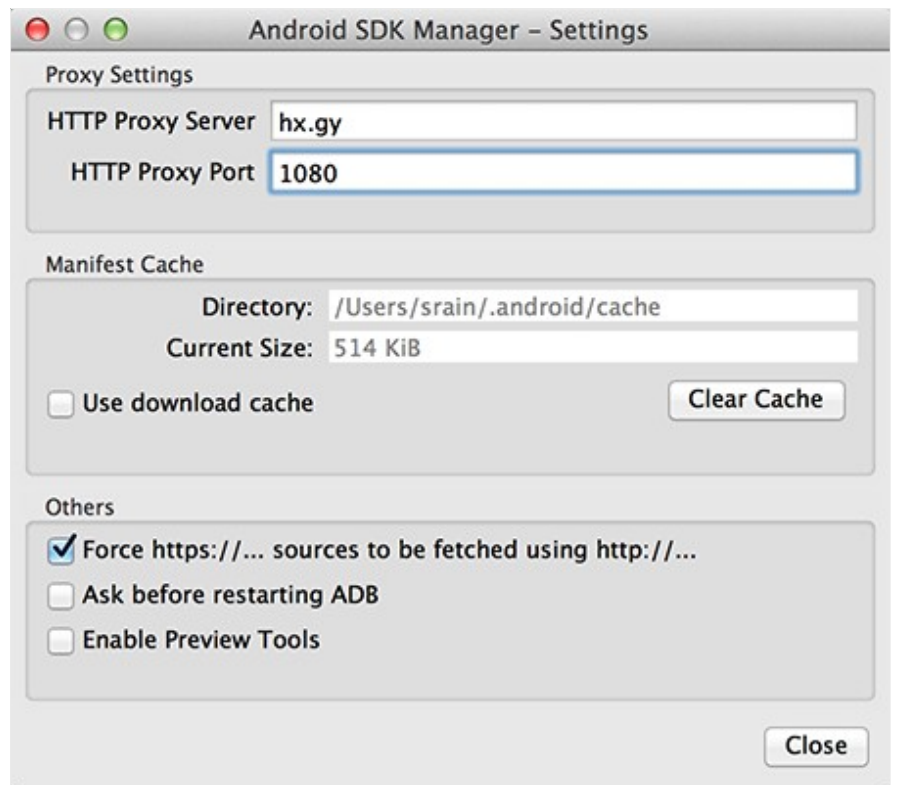 Android SDK Manager – Settings
Proxy Settings
HTTP Proxy Server hx.gy
HTTP Proxy Port 1080
Manifest Cache
Directory: /Users/srain/.android/cache
Current Size: 514 KiB
Use download cache Clear Cache
Others
Force https://... sources to be fetched using http://...
Ask before restarting ADB
Enable Preview Tools
Close